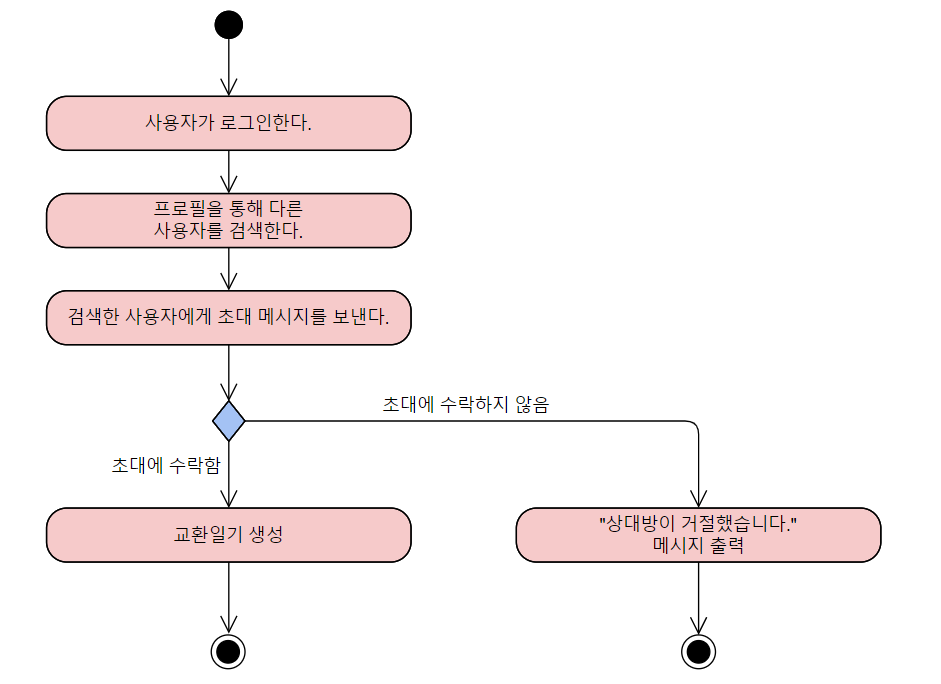 사용자가 로그인한다.
프로필을 통해 다른
사용자를 검색한다.
검색한 사용자에게 초대 메시지를 보낸다.
초대에 수락하지 않음
초대에 수락함
교환일기 생성
"상대방이 거절했습니다."
메시지 출력